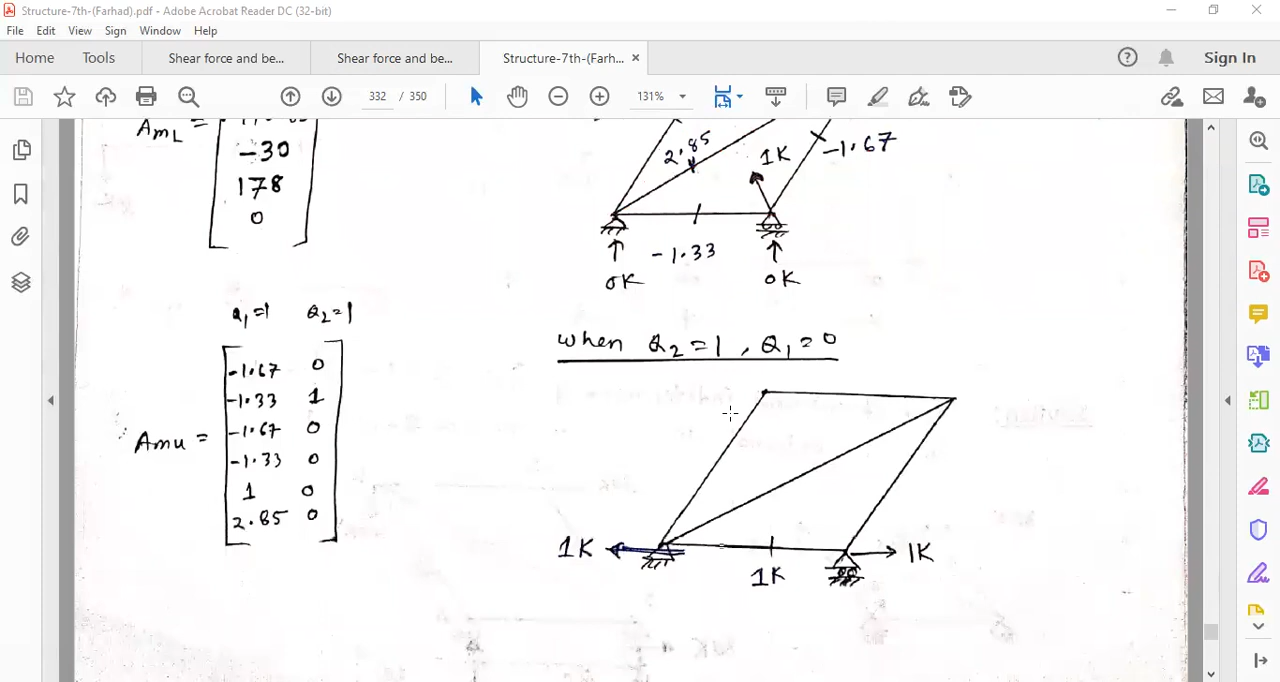 Structure-7th-(Farhad).pdf - Adobe Acrobat Reader DC (32-bit)
File Edit View Sign Window Help
Home Tools Shear force and be... Shear force and be... Structure-7th-(Farh... × Sign In
332 / 350 131%
AmL =
-30
178
0
2.85
1K
-1.67
-1.33
0K
0K
Q1=1 Q2=1
Amu =
-1.67 0
-1.33 1
-1.67 0
-1.33 0
1 0
2.85 0
When Q2=1, Q1=0
1K
1K
1K